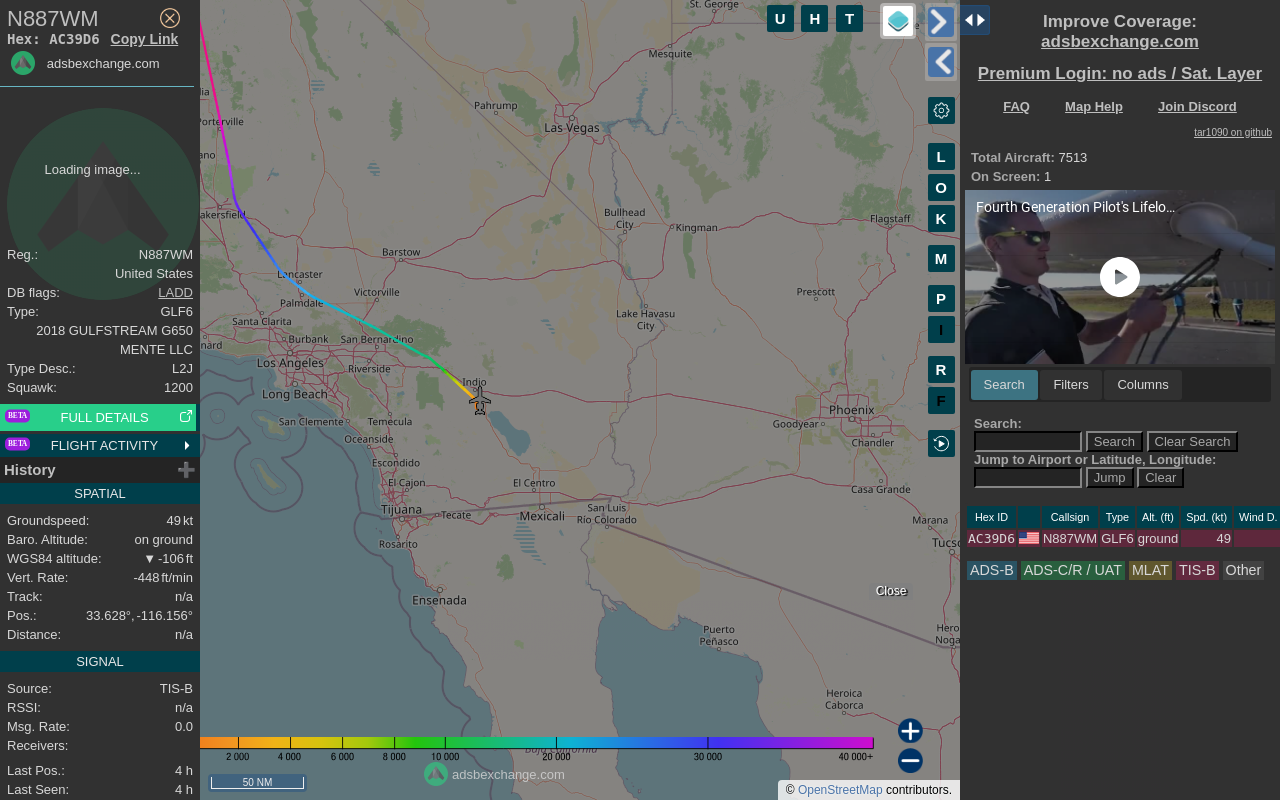 N887WM
Hex: AC39D6 Copy Link
adsbexchange.com
Loading image...
Reg.: N887WM
United States
DB flags: LADD
Type: GLF6
2018 GULFSTREAM G650
MENTE LLC
Type Desc.: L2J
Squawk: 1200
BETA FULL DETAILS
BETA FLIGHT ACTIVITY
History
SPATIAL
Groundspeed: 49 kt
Baro. Altitude: on ground
WGS84 altitude: ▼ -106 ft
Vert. Rate: -448 ft/min
Track: n/a
Pos.: 33.628°, -116.156°
Distance: n/a
SIGNAL
Source: TIS-B
RSSI: n/a
Msg. Rate: 0.0
Receivers:
Last Pos.: 4 h
Last Seen: 4 h
U H T
L
O
K
M
P
I
R
F
St. George
Mesquite
Pahrump
Las Vegas
Porterville
Bullhead
City
Kingman
Flagstaff
Barstow
Lancaster
Palmdale
Victorville
Prescott
Lake Havasu
City
Santa Clarita
Burbank
San Bernardino
Los Angeles
Riverside
Long Beach
Indio
Phoenix
Goodyear
Chandler
San Clemente
Temecula
Oceanside
Escondido
El Cajon
El Centro
Casa Grande
Tijuana
Tecate
Mexicali
San Luis
Río Colorado
Marana
Rosarito
Ensenada
Puerto
Peñasco
Heroica
Caborca
Close
2 000 4 000 6 000 8 000 10 000 20 000 30 000 40 000+
adsbexchange.com
50 NM
© OpenStreetMap contributors.
Improve Coverage:
adsbexchange.com
Premium Login: no ads / Sat. Layer
FAQ Map Help Join Discord
tar1090 on github
Total Aircraft: 7513
On Screen: 1
Fourth Generation Pilot's Lifelo...
Search Filters Columns
Search:
Search Clear Search
Jump to Airport or Latitude, Longitude:
Jump Clear
Hex ID Callsign Type Alt. (ft) Spd. (kt) Wind D.
AC39D6 N887WM GLF6 ground 49
ADS-B ADS-C/R / UAT MLAT TIS-B Other